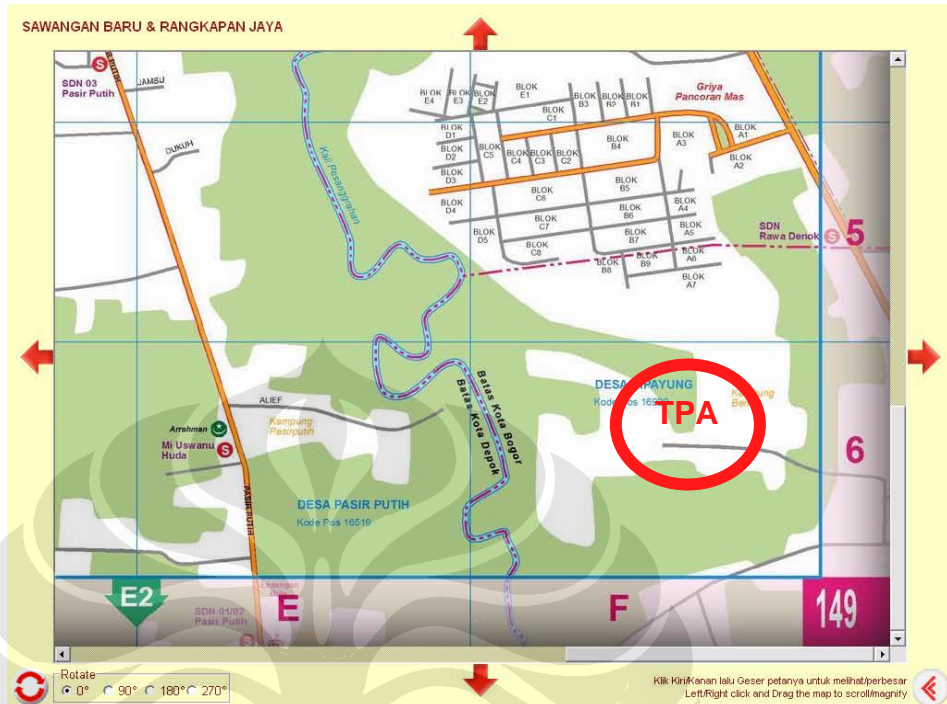 SAWANGAN BARU & RANGKAPAN JAYA
SDN 03
Pasir Putih
JAMBU
DUKUH
Kali Pesanggrahan
BLOK
E4
BLOK
E3
BLOK
E2
BLOK
E1
BLOK
C1
BLOK
B3
BLOK
B2
BLOK
B1
Griya
Pancoran Mas
BLOK
D1
BLOK
D2
BLOK
D3
BLOK
D4
BLOK
C5
BLOK
C4
BLOK
C3
BLOK
C2
BLOK
B4
BLOK
A3
BLOK
A1
BLOK
A2
BLOK
C6
BLOK
B5
BLOK
A4
BLOK
D5
BLOK
C7
BLOK
B6
BLOK
A5
BLOK
C8
BLOK
B7
BLOK
A6
BLOK
B8
BLOK
B9
BLOK
A7
SDN
Rawa Denok
S
5
ALIEF
Arrahman
Mi Uswanu
Huda
S
Kampung
Pasirputih
Batas Kota Bogor
Batas Kota Depok
DESA
PAYUNG
Kode Pos
TPA
6
DESA PASIR PUTIH
Kode Pos 16519
PASIR PUTIH
E2
SDN 01/02
Pasir Putih
E
F
149
Rotate
0° 90° 180° 270°
Klik Kiri/Kanan lalu Geser petanya untuk melihat/perbesar
Left/Right click and Drag the map to scroll/magnify